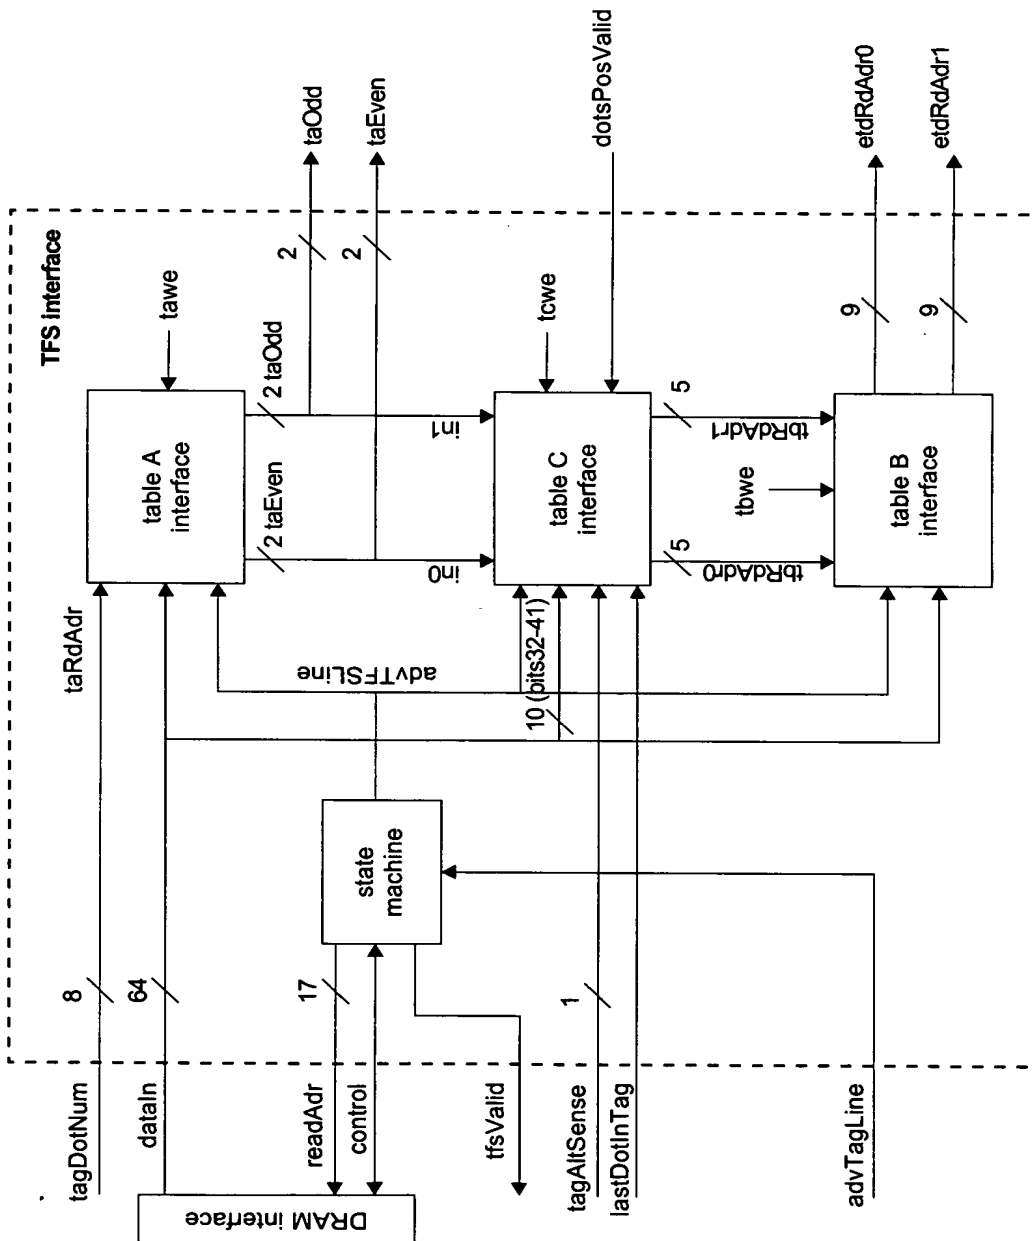 TFS interface
tagDotNum
8
taRdAdr
table A
interface
tawe
dataIn
64
2 taEven
2 taOdd
2
taOdd
2
taEven
DRAM interface
readAdr
17
control
tfsValid
state
machine
advTFSLine
10 (bits32-41)
in0
in1
table C
interface
tcwe
dotsPosValid
tagAltSense
1
lastDotInTag
5
tbRdAdr0
5
tbRdAdr1
tbwe
table B
interface
9
etdRdAdr0
9
etdRdAdr1
advTagLine